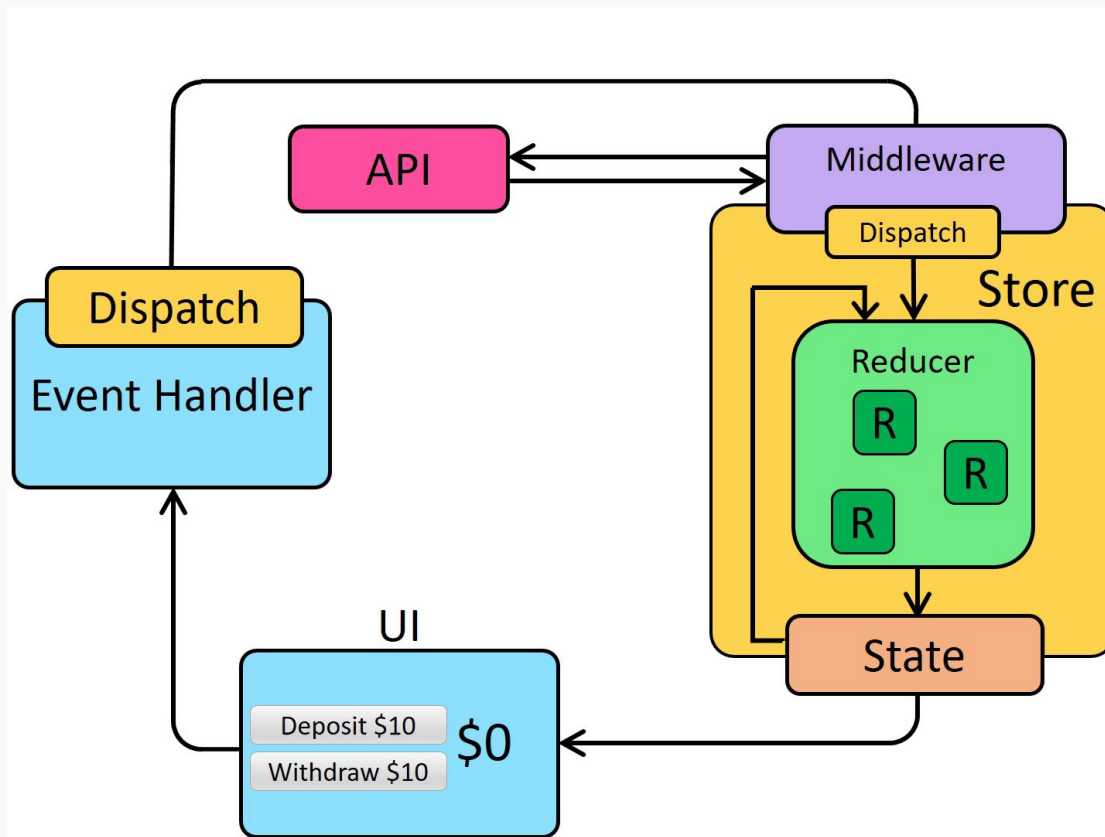 API
Middleware
Dispatch
Store
Dispatch
Event Handler
Reducer
R
R
R
UI
State
Deposit $10
$0
Withdraw $10